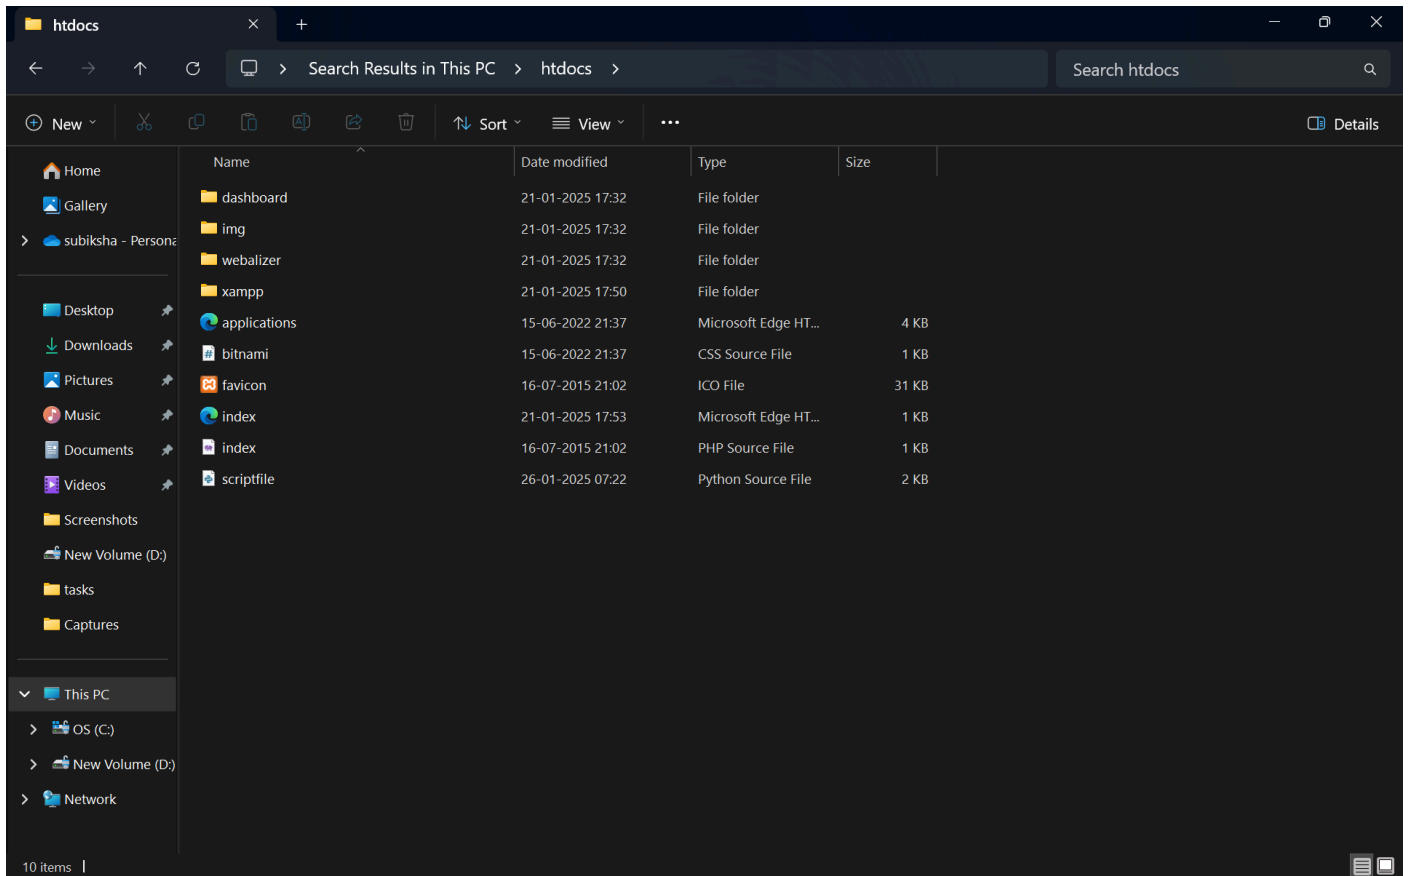 htdocs
Search Results in This PC > htdocs >
Search htdocs
New
Sort
View
Details
Home
Gallery
subiksha - Persona
Desktop
Downloads
Pictures
Music
Documents
Videos
Screenshots
New Volume (D:)
tasks
Captures
This PC
OS (C:)
New Volume (D:)
Network
Name Date modified Type Size
dashboard 21-01-2025 17:32 File folder
img 21-01-2025 17:32 File folder
webalizer 21-01-2025 17:32 File folder
xampp 21-01-2025 17:50 File folder
applications 15-06-2022 21:37 Microsoft Edge HT... 4 KB
bitnami 15-06-2022 21:37 CSS Source File 1 KB
favicon 16-07-2015 21:02 ICO File 31 KB
index 21-01-2025 17:53 Microsoft Edge HT... 1 KB
index 16-07-2015 21:02 PHP Source File 1 KB
scriptfile 26-01-2025 07:22 Python Source File 2 KB
10 items